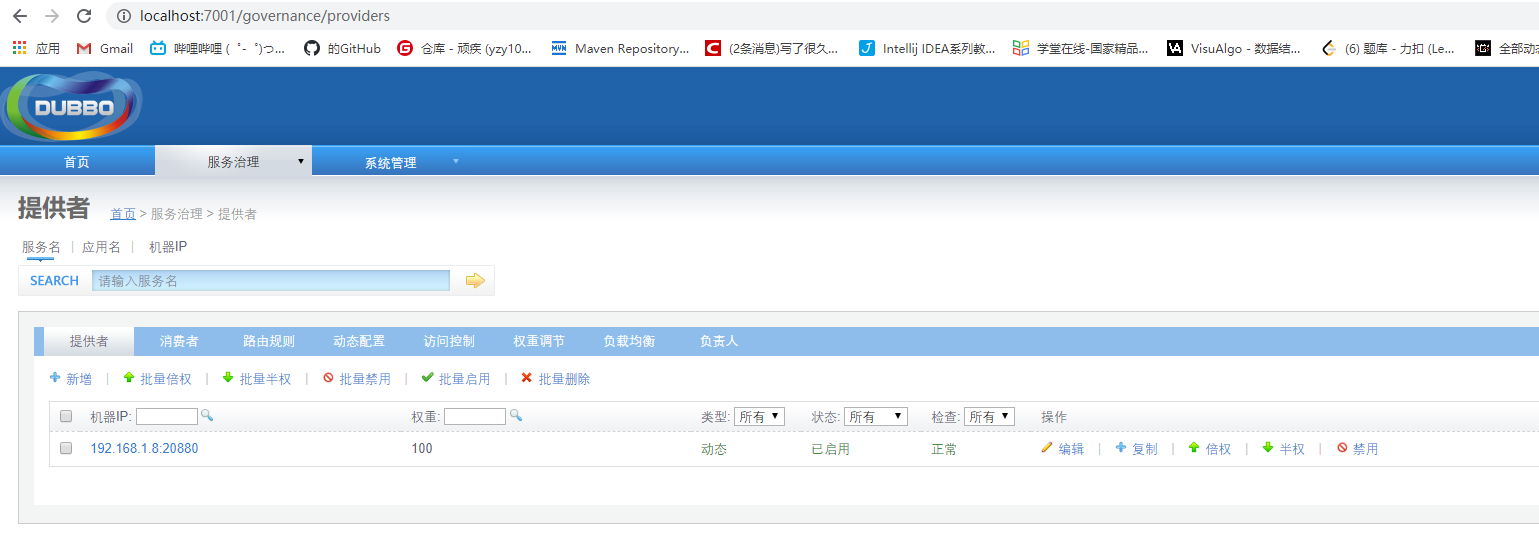 localhost:7001/governance/providers
应用 Gmail 哔哩哔哩 ( ゜- ゜)つ... 的GitHub 仓库 - 顽疾 (yzy10... Maven Repository... (2条消息)写了很久... Intellij IDEA系列教... 学堂在线-国家精品... VisuAlgo - 数据结... (6) 题库 - 力扣 (Le... 全部动态
DUBBO
首页 服务治理 系统管理
提供者 首页 > 服务治理 > 提供者
服务名 | 应用名 | 机器IP
SEARCH 请输入服务名
提供者 消费者 路由规则 动态配置 访问控制 权重调节 负载均衡 负责人
新增 | 批量倍权 | 批量半权 | 批量禁用 | 批量启用 | 批量删除
机器IP: 权重: 类型: 所有 状态: 所有 检查: 所有 操作
192.168.1.8:20880 100 动态 已启用 正常 编辑 | 复制 | 倍权 | 半权 | 禁用